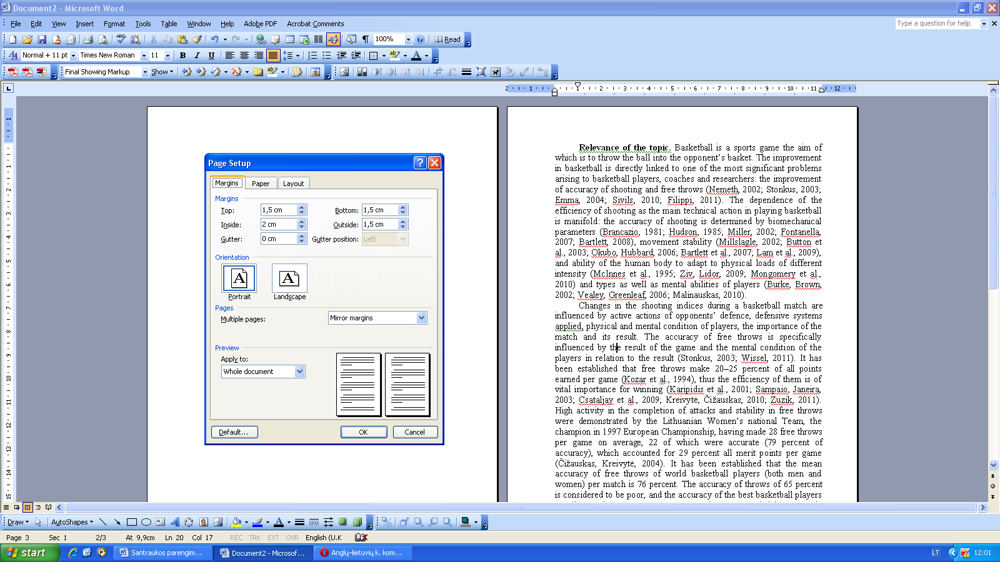 Document2 - Microsoft Word
File Edit View Insert Format Tools Table Window Help Adobe PDF Acrobat Comments
Type a question for help
100% Read
Normal + 11 pt Times New Roman 11 B I U
Final Showing Markup Show
2 1 1 2 3 4 5 6 7 8 9 10 11 12
Page Setup
Margins Paper Layout
Margins
Top: 1,5 cm Bottom: 1,5 cm
Inside: 2 cm Outside: 1,5 cm
Gutter: 0 cm Gutter position: Left
Orientation
Portrait Landscape
Pages
Multiple pages: Mirror margins
Preview
Apply to:
Whole document
Default... OK Cancel
Relevance of the topic. Basketball is a sports game the aim of
which is to throw the ball into the opponent's basket. The improvement
in basketball is directly linked to one of the most significant problems
arising to basketball players, coaches and researchers: the improvement
of accuracy of shooting and free throws (Nemeth, 2002; Stonkus, 2003;
Emma, 2004; Sivils, 2010; Filippi, 2011). The dependence of the
efficiency of shooting as the main technical action in playing basketball
is manifold: the accuracy of shooting is determined by biomechanical
parameters (Brancazio, 1981; Hudson, 1985; Miller, 2002; Fontanella,
2007; Bartlett, 2008), movement stability (Millslagle, 2002; Button et
al., 2003; Okubo, Hubbard, 2006; Bartlett et al., 2007; Lam et al., 2009),
and ability of the human body to adapt to physical loads of different
intensity (McInnes et al., 1995; Ziv, Lidor, 2009; Mongomery et al.,
2010) and types as well as mental abilities of players (Burke, Brown,
2002; Vealey, Greenleaf, 2006; Malinauskas, 2010).
Changes in the shooting indices during a basketball match are
influenced by active actions of opponents' defence, defensive systems
applied, physical and mental condition of players, the importance of the
match and its result. The accuracy of free throws is specifically
influenced by the result of the game and the mental condition of the
players in relation to the result (Stonkus, 2003; Wissel, 2011). It has
been established that free throws make 20–25 percent of all points
earned per game (Kozar et al., 1994), thus the efficiency of them is of
vital importance for winning (Karipidis et al., 2001; Sampaio, Janeira,
2003; Csataljay et al., 2009; Kreivytė, Čižauskas, 2010; Zuzik, 2011).
High activity in the completion of attacks and stability in free throws
were demonstrated by the Lithuanian Women's national Team, the
champion in 1997 European Championship, having made 28 free throws
per game on average, 22 of which were accurate (79 percent of
accuracy), which accounted for 29 percent all merit points per game
(Čižauskas, Kreivytė, 2004). It has been established that the mean
accuracy of free throws of world basketball players (both men and
women) per match is 76 percent. The accuracy of throws of 65 percent
is considered to be poor, and the accuracy of the best basketball players
Draw AutoShapes
Page 3 Sec 1 2/3 At 9,9cm Ln 20 Col 17 REC TRK EXT OVR English (U.K
start Santraukos parengim... Document2 - Microsof... Anglų-lietuvių k. kom... LT 12:01